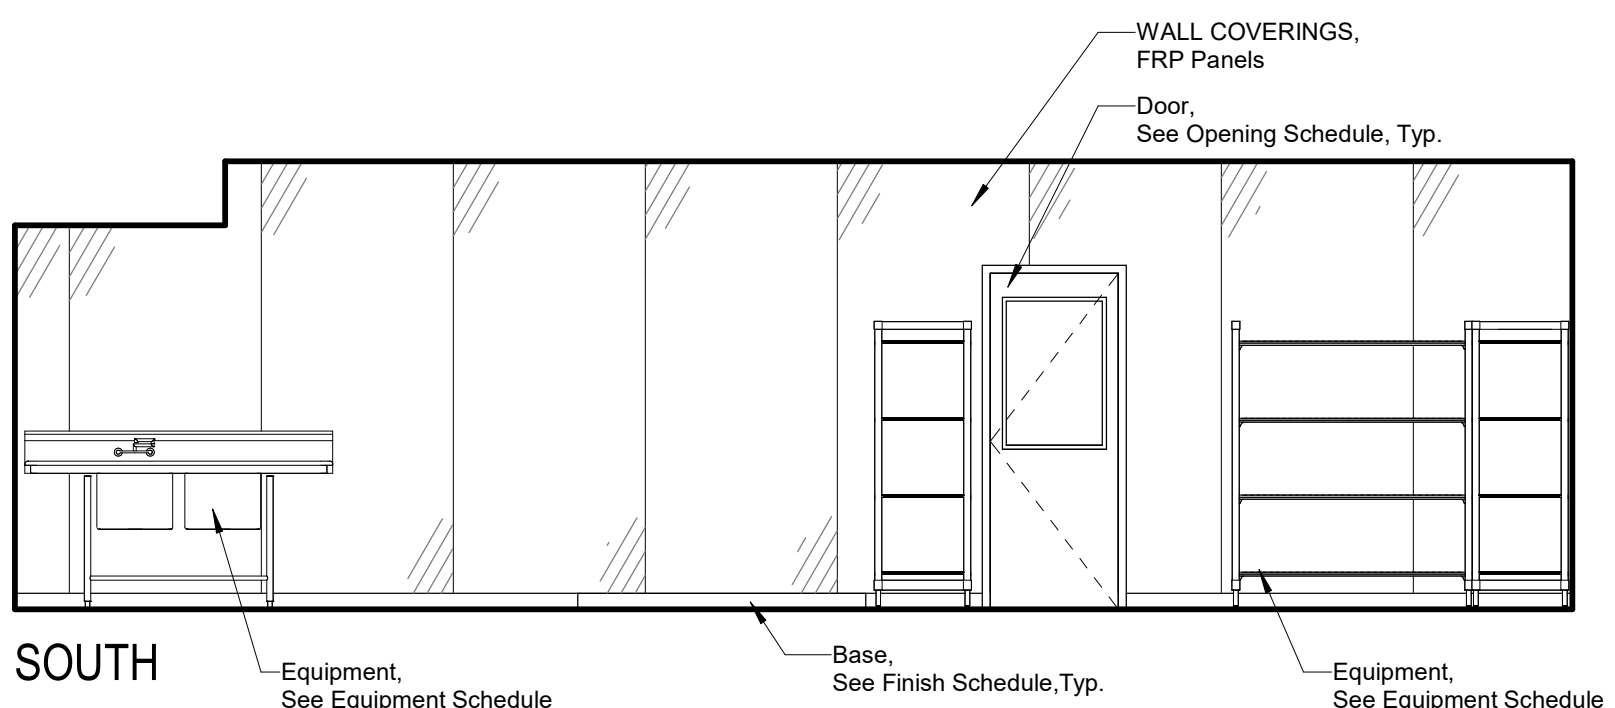 WALL COVERINGS,
FRP Panels
Door,
See Opening Schedule, Typ.
SOUTH
Equipment,
See Equipment Schedule
Base,
See Finish Schedule,Typ.
Equipment,
See Equipment Schedule